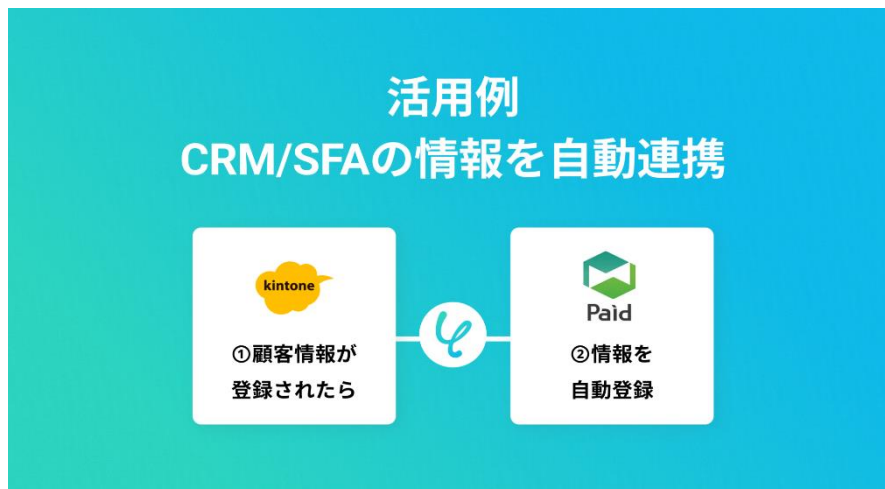 活用例
CRM/SFAの情報を自動連携
kintone
①顧客情報が
登録されたら
Paid
②情報を
自動登録